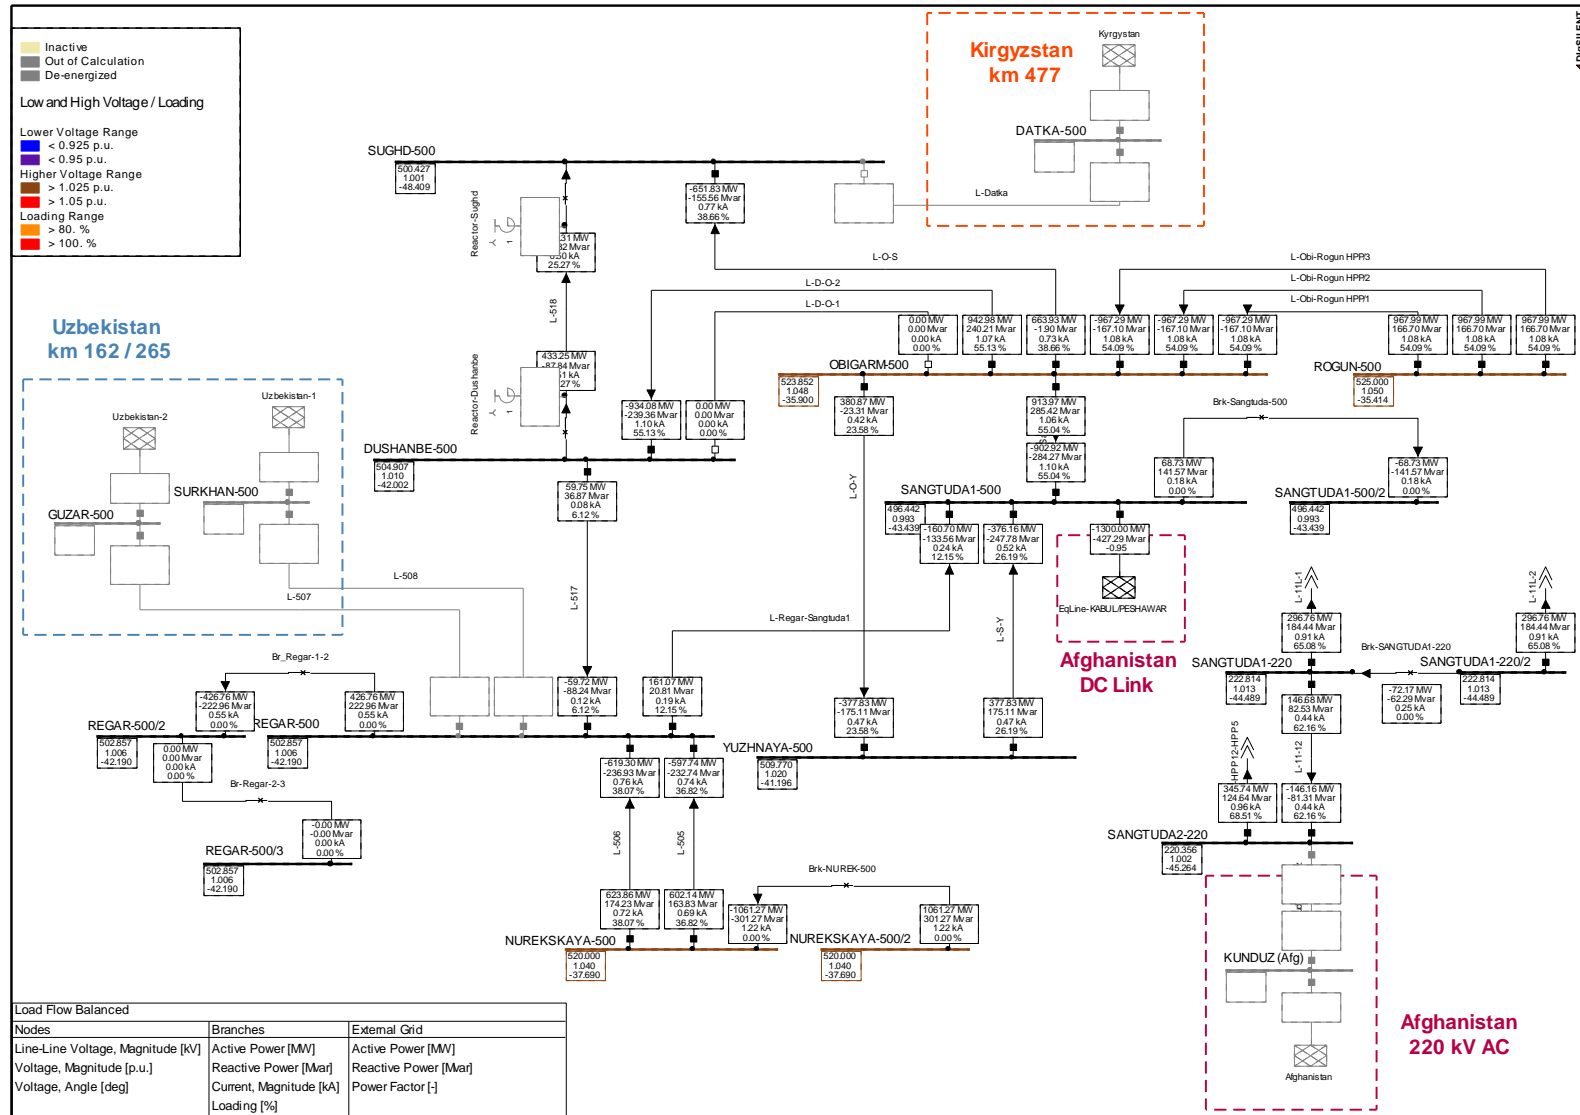 Inactive
Out of Calculation
De-energized
Low and High Voltage / Loading
Lower Voltage Range
< 0.925 p.u.
< 0.95 p.u.
Higher Voltage Range
> 1.025 p.u.
> 1.05 p.u.
Loading Range
> 80. %
> 100. %
DIgSILENT
Kirgyzstan
km 477
Kyrgystan
DATKA-500
L-Datka
SUGHD-500
500.427
1.001
-48.409
-651.83 MW
-155.56 Mvar
0.77 kA
38.66 %
Reactor-Sughd
1
25.27 %
L-518
Reactor-Dushanbe
1
433.25 MW
-87.84 Mvar
L-O-S
L-D-O-2
L-D-O-1
L-Obi-Rogun HPP/3
L-Obi-Rogun HPP/2
L-Obi-Rogun HPP/1
0.00 MW
0.00 Mvar
0.00 kA
0.00 %
942.98 MW
240.21 Mvar
1.07 kA
55.13 %
663.93 MW
-1.90 Mvar
0.73 kA
38.66 %
-967.29 MW
-167.10 Mvar
1.08 kA
54.09 %
-967.29 MW
-167.10 Mvar
1.08 kA
54.09 %
-967.29 MW
-167.10 Mvar
1.08 kA
54.09 %
967.99 MW
166.70 Mvar
1.08 kA
54.09 %
967.99 MW
166.70 Mvar
1.08 kA
54.09 %
967.99 MW
166.70 Mvar
1.08 kA
54.09 %
OBIGARM-500
523.852
1.048
-35.900
ROGUN-500
525.000
1.050
-35.414
Uzbekistan
km 162 / 265
Uzbekistan-2
Uzbekistan-1
SURKHAN-500
GUZAR-500
L-508
L-507
-934.08 MW
-239.36 Mvar
1.10 kA
55.13 %
0.00 MW
0.00 Mvar
0.00 kA
0.00 %
DUSHANBE-500
504.907
1.010
-42.002
59.75 MW
36.87 Mvar
0.08 kA
6.12 %
L-517
380.87 MW
-23.31 Mvar
0.42 kA
23.58 %
L-O-Y
913.97 MW
285.42 Mvar
1.06 kA
55.04 %
-902.92 MW
-284.27 Mvar
1.10 kA
55.04 %
Brk-Sangtuda-500
68.73 MW
141.57 Mvar
0.18 kA
0.00 %
-68.73 MW
-141.57 Mvar
0.18 kA
0.00 %
SANGTUDA1-500
496.442
0.993
-43.439
SANGTUDA1-500/2
496.442
0.993
-43.439
-160.70 MW
-133.56 Mvar
0.24 kA
12.15 %
-376.16 MW
-247.78 Mvar
0.52 kA
26.19 %
-1300.00 MW
-427.29 Mvar
-0.95
EqLine-KABUL/PESHAWAR
Afghanistan
DC Link
L-Regar-Sangtuda1
L-S-Y
L-11L-1
L-11L-2
296.76 MW
184.44 Mvar
0.91 kA
65.08 %
296.76 MW
184.44 Mvar
0.91 kA
65.08 %
Brk-SANGTUDA1-220
SANGTUDA1-220
222.814
1.013
-44.489
SANGTUDA1-220/2
222.814
1.013
-44.489
-72.17 MW
-62.29 Mvar
0.25 kA
0.00 %
146.68 MW
82.53 Mvar
0.44 kA
62.16 %
L-11-12
-HPP12-HPP5
345.74 MW
124.64 Mvar
0.96 kA
68.51 %
-146.16 MW
-81.31 Mvar
0.44 kA
62.16 %
SANGTUDA2-220
220.356
1.002
-45.264
KUNDUZ (Afg)
Afghanistan
Afghanistan
220 kV AC
Br_Regar-1-2
-426.76 MW
-222.96 Mvar
0.55 kA
0.00 %
426.76 MW
222.96 Mvar
0.55 kA
0.00 %
-59.72 MW
-88.24 Mvar
0.12 kA
6.12 %
161.07 MW
20.81 Mvar
0.19 kA
12.15 %
REGAR-500/2
502.857
1.006
-42.190
REGAR-500
502.857
1.006
-42.190
0.00 MW
0.00 Mvar
0.00 kA
0.00 %
Br-Regar-2-3
-0.00 MW
-0.00 Mvar
0.00 kA
0.00 %
REGAR-500/3
502.857
1.006
-42.190
-377.83 MW
-175.11 Mvar
0.47 kA
23.58 %
377.83 MW
175.11 Mvar
0.47 kA
26.19 %
YUZHNAYA-500
509.770
1.020
-41.196
-619.30 MW
-236.93 Mvar
0.76 kA
38.07 %
-597.74 MW
-232.74 Mvar
0.74 kA
36.82 %
L-506
L-505
623.86 MW
174.23 Mvar
0.72 kA
38.07 %
602.14 MW
163.83 Mvar
0.69 kA
36.82 %
Brk-NUREK-500
-1061.27 MW
-301.27 Mvar
1.22 kA
0.00 %
1061.27 MW
301.27 Mvar
1.22 kA
0.00 %
NUREKSKAYA-500
520.000
1.040
-37.690
NUREKSKAYA-500/2
520.000
1.040
-37.690
Load Flow Balanced
Nodes
Branches
External Grid
Line-Line Voltage, Magnitude [kV]
Active Power [MW]
Active Power [MW]
Voltage, Magnitude [p.u.]
Reactive Power [Mvar]
Reactive Power [Mvar]
Voltage, Angle [deg]
Current, Magnitude [kA]
Power Factor [-]
Loading [%]